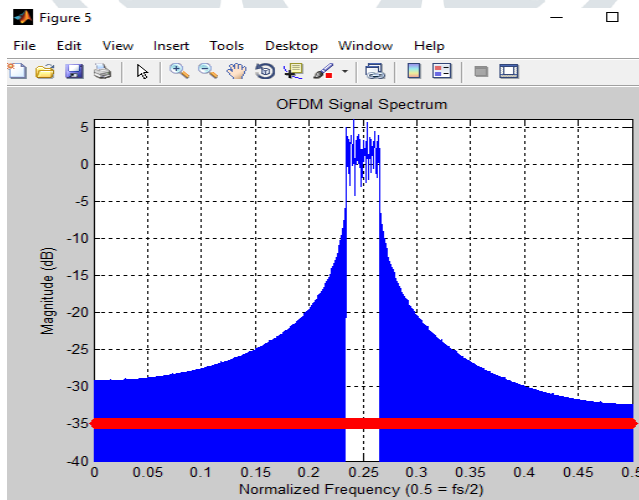 Figure 5
File Edit View Insert Tools Desktop Window Help
OFDM Signal Spectrum
Magnitude (dB)
5
0
-5
-10
-15
-20
-25
-30
-35
-40
0 0.05 0.1 0.15 0.2 0.25 0.3 0.35 0.4 0.45 0.5
Normalized Frequency (0.5 = fs/2)